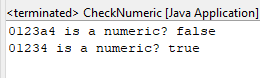 <terminated> CheckNumeric [Java Application]
0123a4 is a numeric? false
01234 is a numeric? true